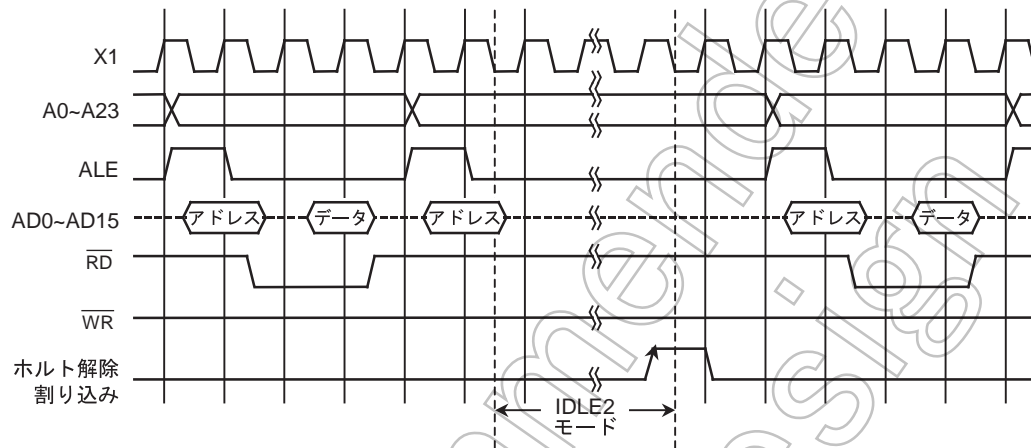 X1
A0~A23
ALE
AD0~AD15
アドレス
データ
アドレス
アドレス
データ
RD
WR
ホルト解除
割り込み
IDLE2
モード